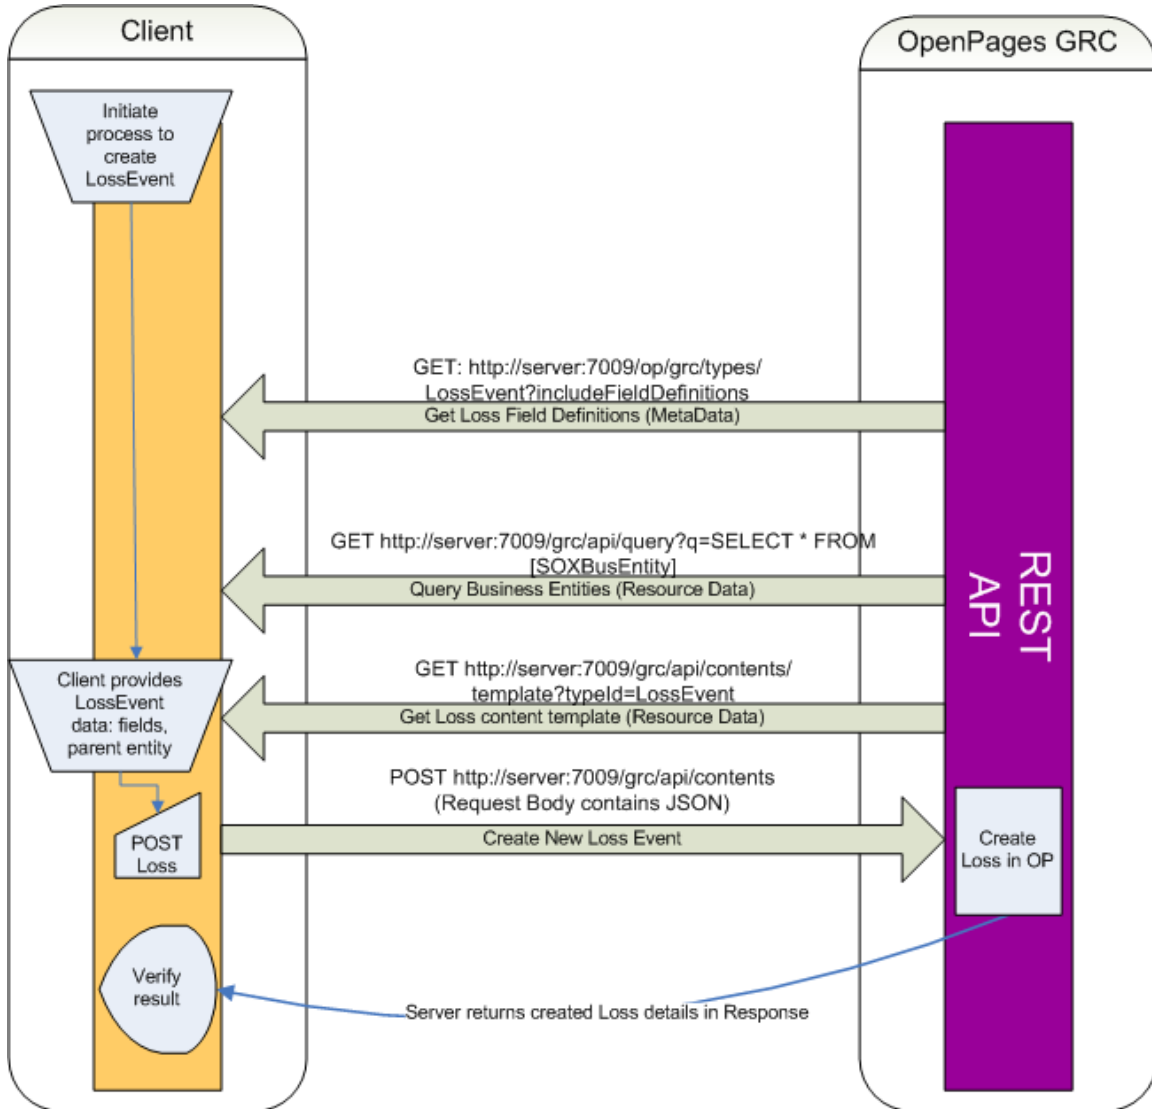 Client
OpenPages GRC
Initiate
process to
create
LossEvent
GET: http://server:7009/op/grc/types/
LossEvent?includeFieldDefinitions
Get Loss Field Definitions (MetaData)
GET http://server:7009/grc/api/query?q=SELECT * FROM
[SOXBusEntity]
Query Business Entities (Resource Data)
REST
API
GET http://server:7009/grc/api/contents/
template?typeId=LossEvent
Get Loss content template (Resource Data)
Client provides
LossEvent
data: fields,
parent entity
POST http://server:7009/grc/api/contents
(Request Body contains JSON)
Create New Loss Event
POST
Loss
Create
Loss in OP
Verify
result
Server returns created Loss details in Response